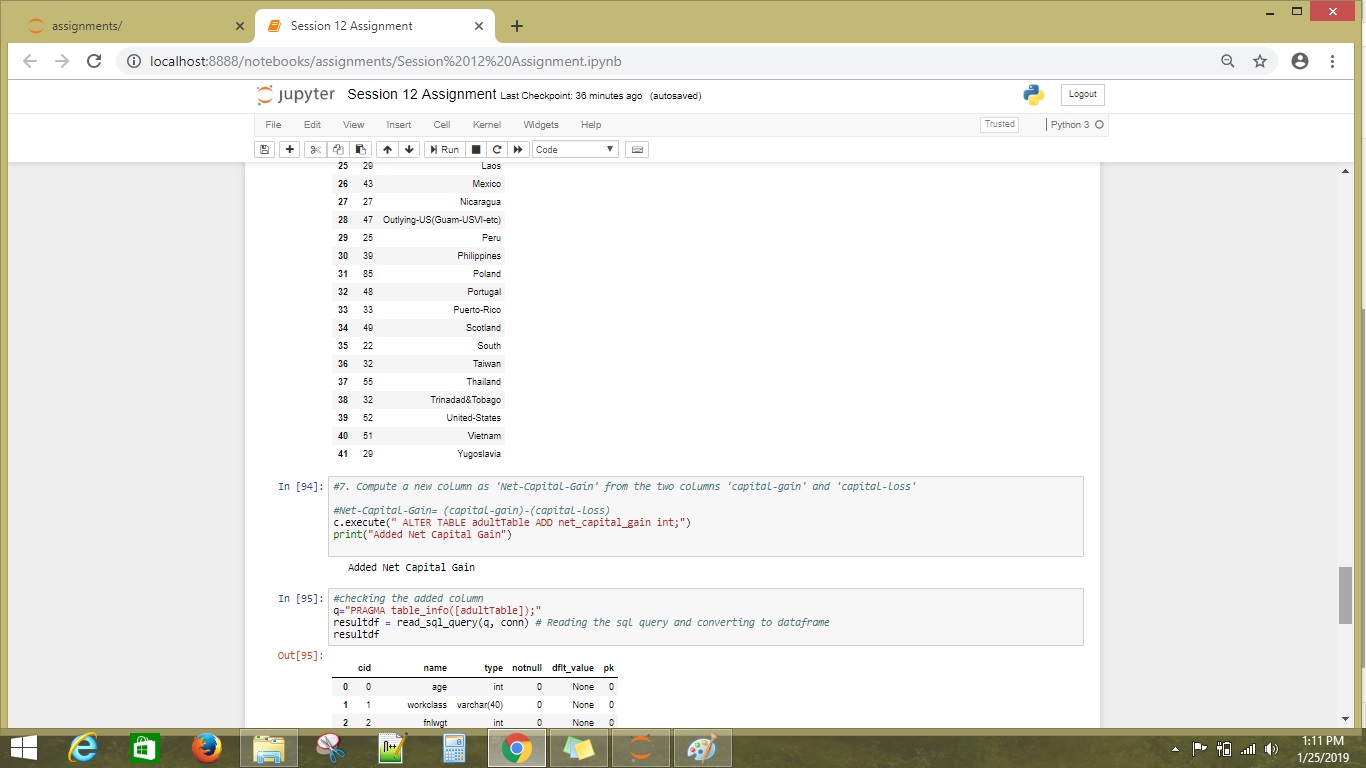 assignments/
Session 12 Assignment
localhost:8888/notebooks/assignments/Session%2012%20Assignment.ipynb
jupyter Session 12 Assignment Last Checkpoint: 36 minutes ago (autosaved)
Logout
File Edit View Insert Cell Kernel Widgets Help
Trusted Python 3
Run Code
25 29 Laos
26 43 Mexico
27 27 Nicaragua
28 47 Outlying-US(Guam-USVI-etc)
29 25 Peru
30 39 Philippines
31 85 Poland
32 48 Portugal
33 33 Puerto-Rico
34 49 Scotland
35 22 South
36 32 Taiwan
37 55 Thailand
38 32 Trinadad&Tobago
39 52 United-States
40 51 Vietnam
41 29 Yugoslavia
In [94]: #7. Compute a new column as 'Net-Capital-Gain' from the two columns 'capital-gain' and 'capital-loss'
#Net-Capital-Gain= (capital-gain)-(capital-loss)
c.execute(" ALTER TABLE adultTable ADD net_capital_gain int;")
print("Added Net Capital Gain")
Added Net Capital Gain
In [95]: #checking the added column
q="PRAGMA table_info([adultTable]);"
resultdf = read_sql_query(q, conn) # Reading the sql query and converting to dataframe
resultdf
Out[95]:
cid name type notnull dflt_value pk
0 0 age int 0 None 0
1 1 workclass varchar(40) 0 None 0
2 2 fnlwgt int 0 None 0
1:11 PM
1/25/2019